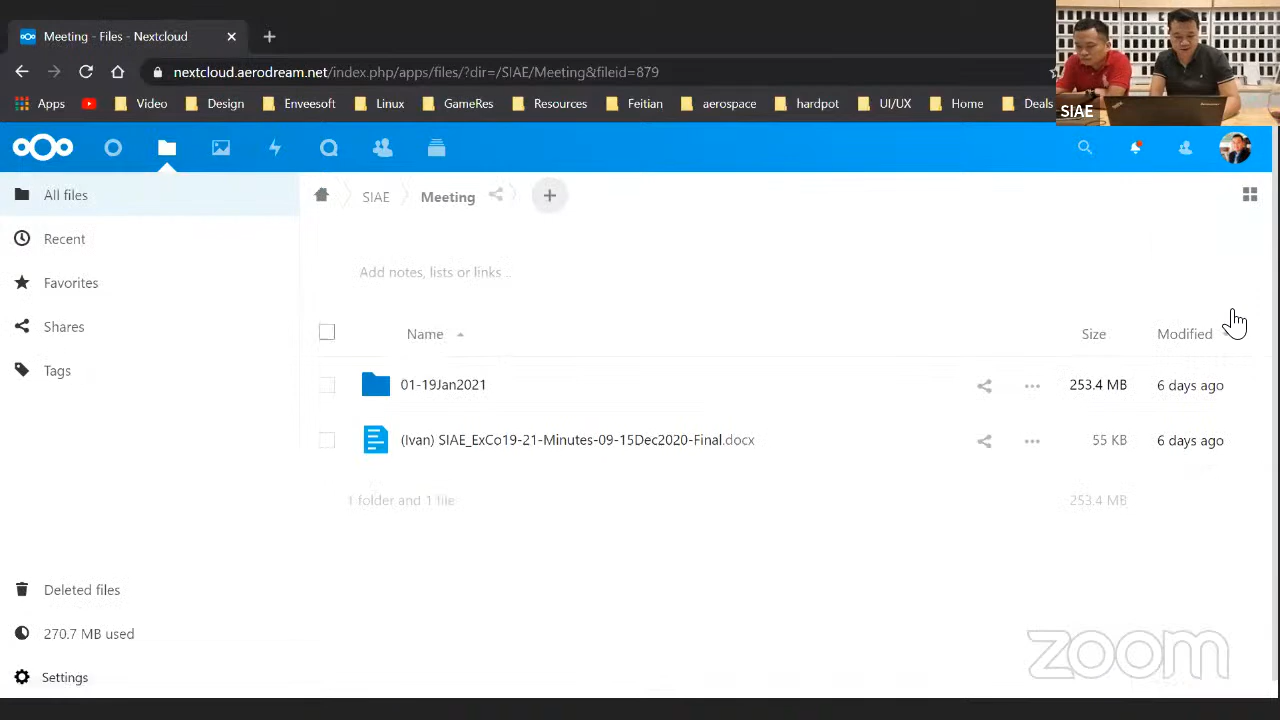 Meeting - Files - Nextcloud
nextcloud.aerodream.net/index.php/apps/files/?dir=/SIAE/Meeting&fileid=879
Apps Video Design Enveesoft Linux GameRes Resources Feitian aerospace hardpot UI/UX Home Deals
SIAE
All files
SIAE Meeting
Recent
Favorites
Shares
Tags
Add notes, lists or links ...
Name Size Modified
01-19Jan2021 253.4 MB 6 days ago
(Ivan) SIAE_ExCo19-21-Minutes-09-15Dec2020-Final.docx 55 KB 6 days ago
1 folder and 1 file 253.4 MB
Deleted files
270.7 MB used
Settings
zoom